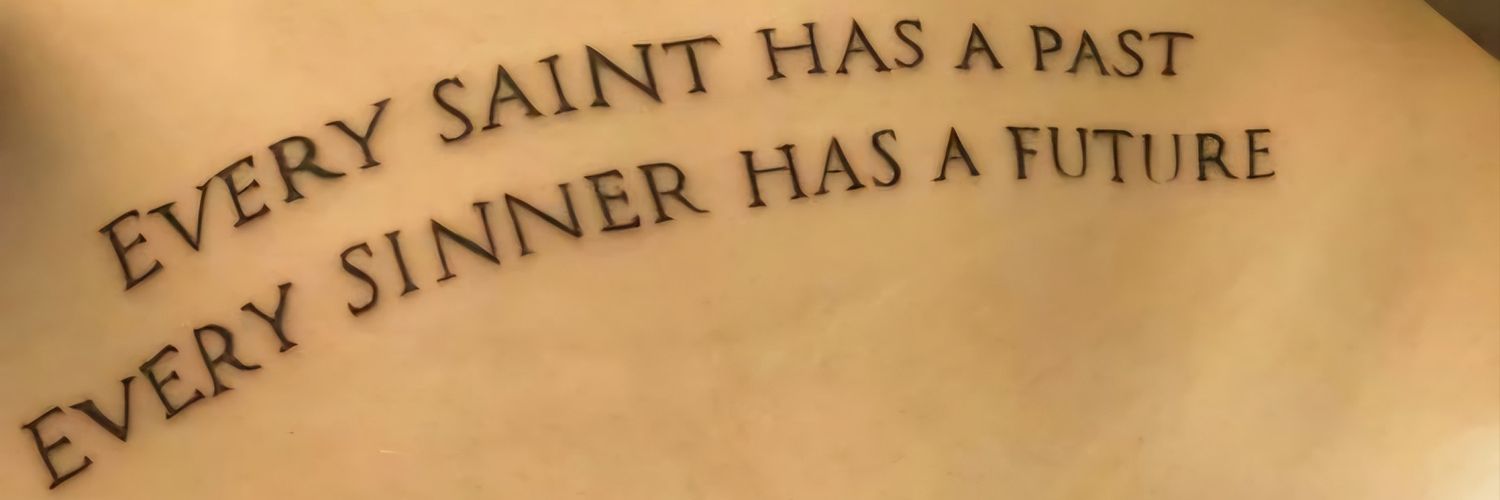 EVERY SAINT HAS A PAST
EVERY SINNER HAS A FUTURE